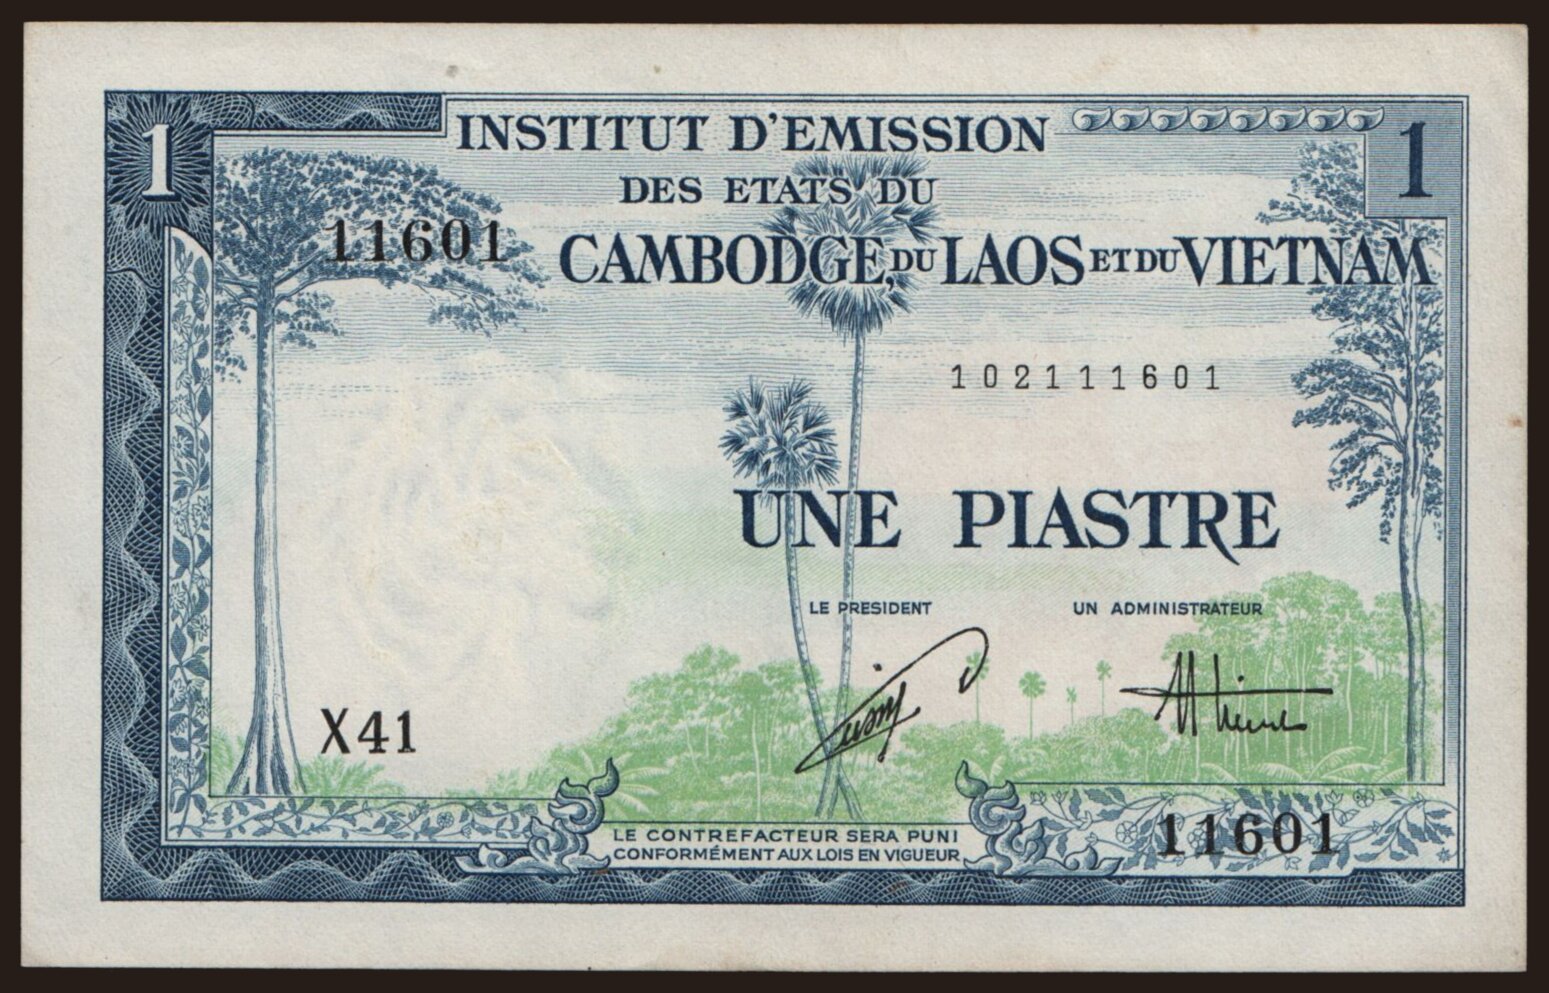 1
INSTITUT D'EMISSION
1
DES ETATS DU
11601
CAMBODGE, DU LAOS ET DU VIETNAM
102111601
UNE PIASTRE
LE PRESIDENT
UN ADMINISTRATEUR
X41
LE CONTREFACTEUR SERA PUNI
CONFORMÉMENT AUX LOIS EN VIGUEUR
11601